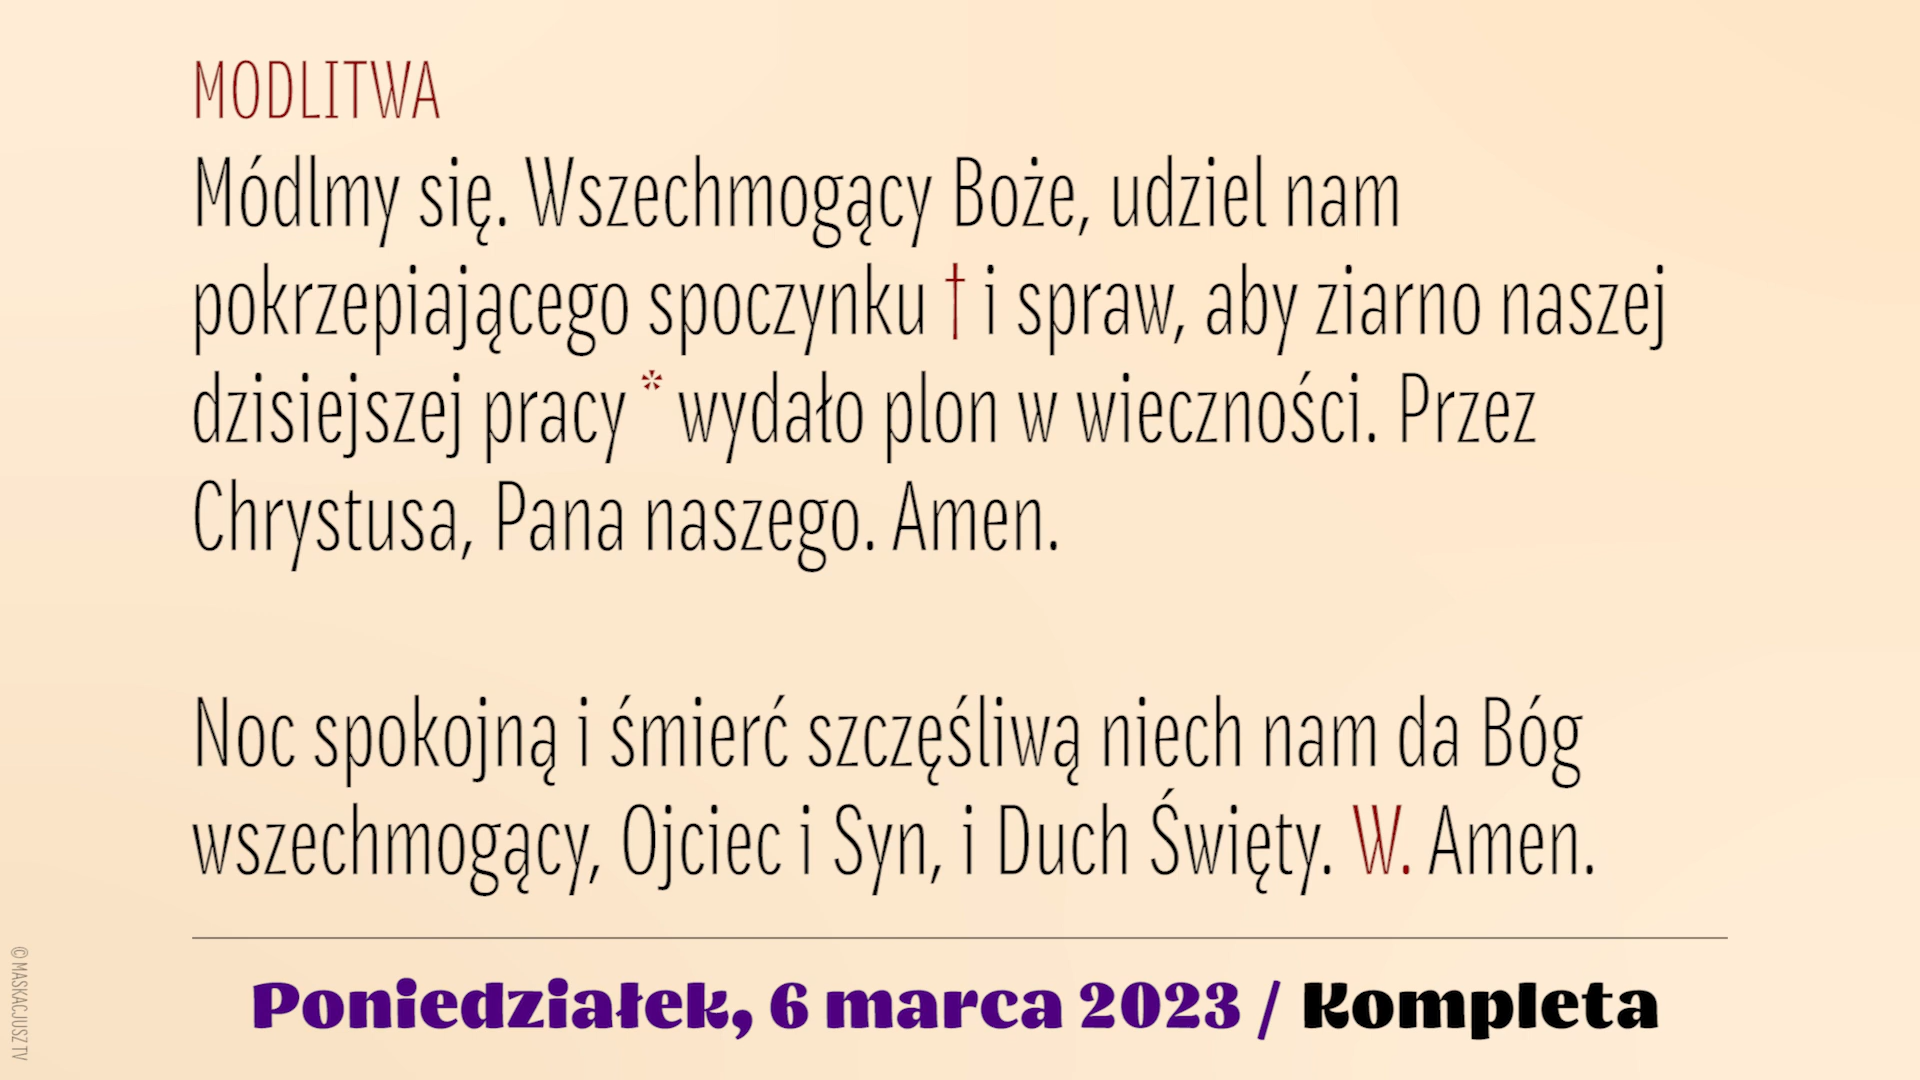 MODLITWA
Módlmy się. Wszechmogący Boże, udziel nam
pokrzepiającego spoczynku † i spraw, aby ziarno naszej
dzisiejszej pracy * wydało plon w wieczności. Przez
Chrystusa, Pana naszego. Amen.
Noc spokojną i śmierć szczęśliwą niech nam da Bóg
wszechmogący, Ojciec i Syn, i Duch Święty. W. Amen.
Poniedziałek, 6 marca 2023 / Kompleta
© MASKACJUSZ TV